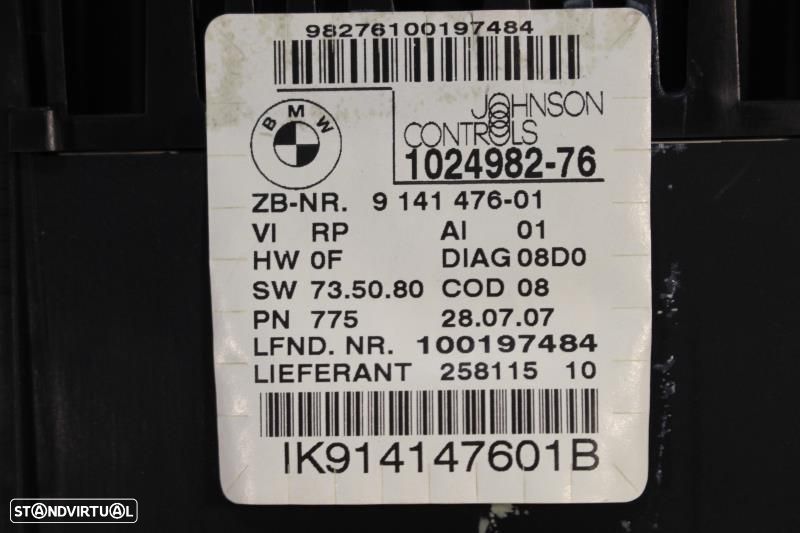 98276100197484
BMW
JOHNSON
CONTROLS
1024982-76
ZB-NR. 9 141 476-01
VI RP AI 01
HW 0F DIAG 08D0
SW 73.50.80 COD 08
PN 775 28.07.07
LFND. NR. 100197484
LIEFERANT 258115 10
IK914147601B
STANDVIRTUAL